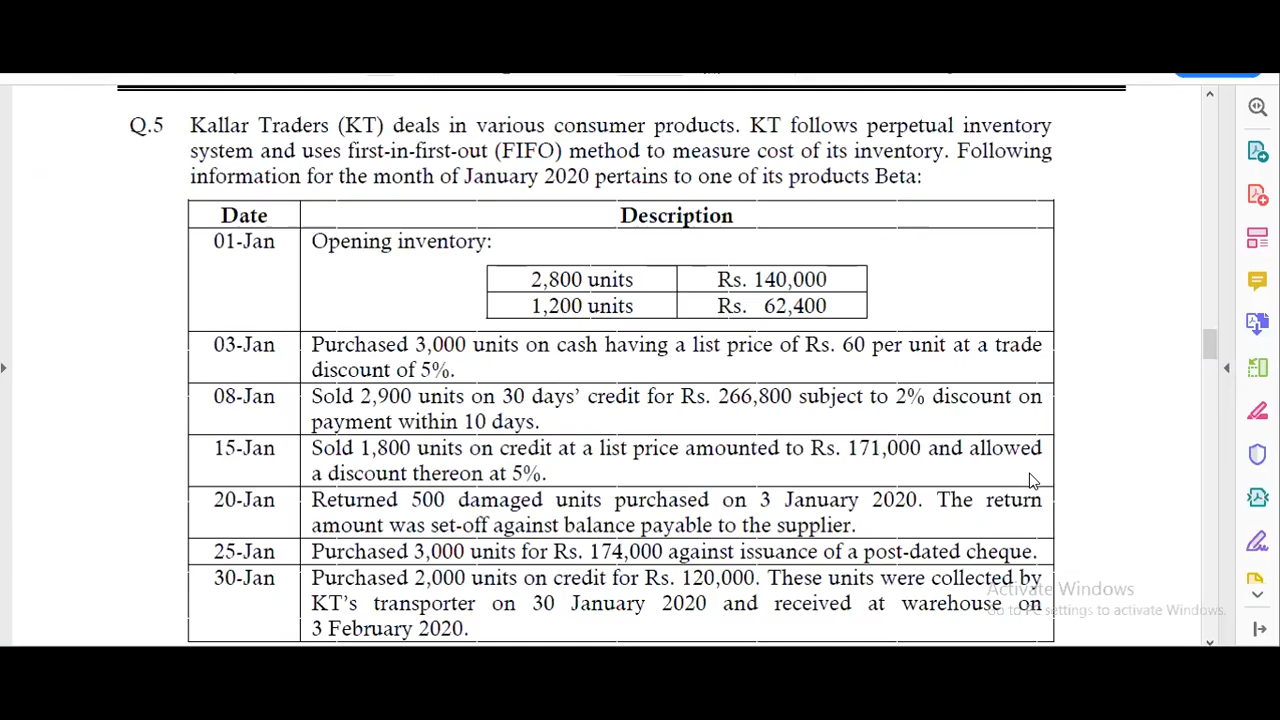 Q.5 Kallar Traders (KT) deals in various consumer products. KT follows perpetual inventory
system and uses first-in-first-out (FIFO) method to measure cost of its inventory. Following
information for the month of January 2020 pertains to one of its products Beta:
Date Description
01-Jan Opening inventory:
2,800 units Rs. 140,000
1,200 units Rs. 62,400
03-Jan Purchased 3,000 units on cash having a list price of Rs. 60 per unit at a trade
discount of 5%.
08-Jan Sold 2,900 units on 30 days' credit for Rs. 266,800 subject to 2% discount on
payment within 10 days.
15-Jan Sold 1,800 units on credit at a list price amounted to Rs. 171,000 and allowed
a discount thereon at 5%.
20-Jan Returned 500 damaged units purchased on 3 January 2020. The return
amount was set-off against balance payable to the supplier.
25-Jan Purchased 3,000 units for Rs. 174,000 against issuance of a post-dated cheque.
30-Jan Purchased 2,000 units on credit for Rs. 120,000. These units were collected by
KT's transporter on 30 January 2020 and received at warehouse on
3 February 2020.
Activate Windows
Go to PC settings to activate Windows.